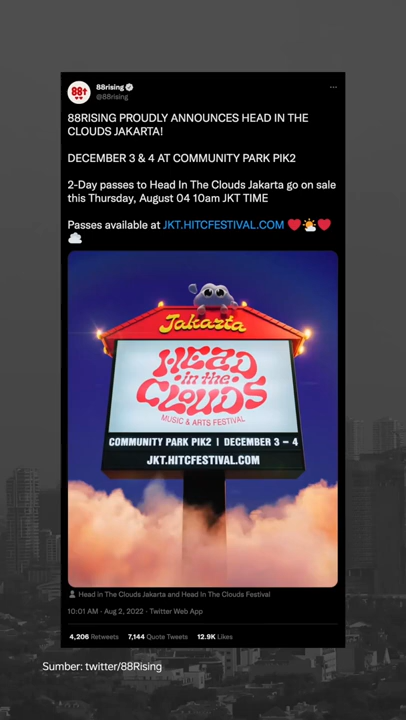 88rising
@88rising
88RISING PROUDLY ANNOUNCES HEAD IN THE
CLOUDS JAKARTA!
DECEMBER 3 & 4 AT COMMUNITY PARK PIK2
2-Day passes to Head In The Clouds Jakarta go on sale
this Thursday, August 04 10am JKT TIME
Passes available at JKT.HITCFESTIVAL.COM ❤️🌤️❤️
☁️
Jakarta
HEAD
in the
CLOUDS
MUSIC & ARTS FESTIVAL
COMMUNITY PARK PIK2 | DECEMBER 3 – 4
JKT.HITCFESTIVAL.COM
Head in The Clouds Jakarta and Head In The Clouds Festival
10:01 AM · Aug 2, 2022 · Twitter Web App
4,206 Retweets 7,144 Quote Tweets 12.9K Likes
Sumber: twitter/88Rising